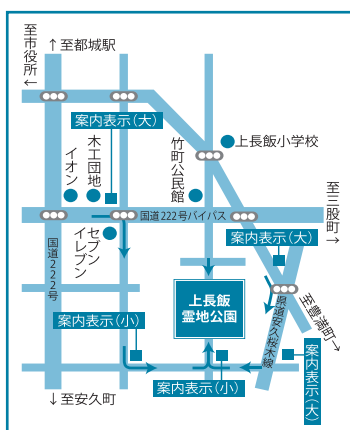 至市役所←
↑至都城駅
案内表示(大)
木工団地
イオン
竹町公民館
上長飯小学校
至三股町→
国道222号バイパス
セブン
イレブン
国道222号
案内表示(大)
上長飯
霊地公園
県道安久桜木線
至豊満町→
案内表示(小)
案内表示(小)
案内表示(大)
↓至安久町